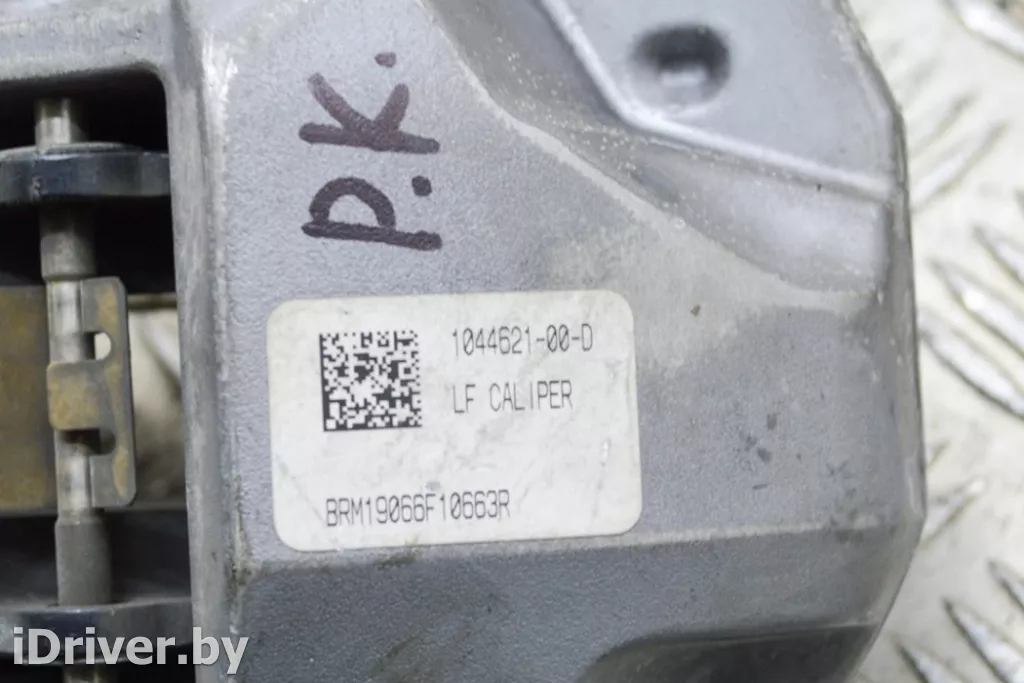 P.K.
1044621-00-D
LF CALIPER
BRM19066F10663R
iDriver.by